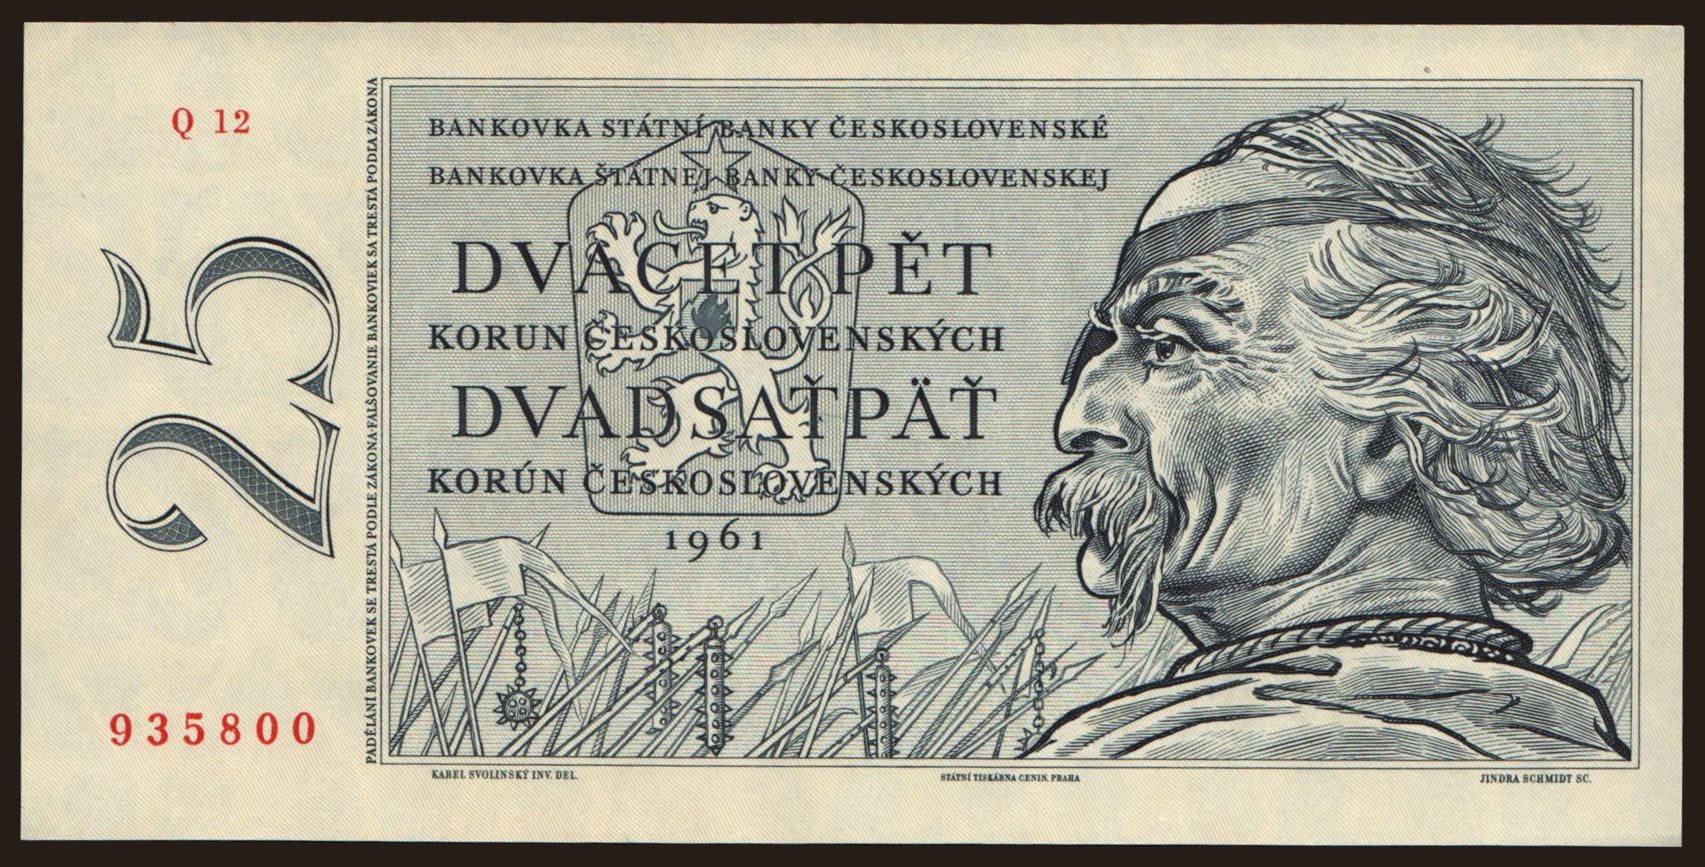 Q 12
25
935800
PADĚLÁNÍ BANKOVEK SE TRESTÁ PODLE ZÁKONA·FALŠOVANIE BANKOVIEK SA TRESTÁ PODĽA ZÁKONA
BANKOVKA STÁTNÍ BANKY ČESKOSLOVENSKÉ
BANKOVKA ŠTÁTNEJ BANKY ČESKOSLOVENSKEJ
DVACET PĚT
KORUN ČESKOSLOVENSKÝCH
DVADSAŤPÄŤ
KORÚN ČESKOSLOVENSKÝCH
1961
KAREL SVOLINSKÝ INV. DEL.
STÁTNÍ TISKÁRNA CENIN, PRAHA
JINDRA SCHMIDT SC.